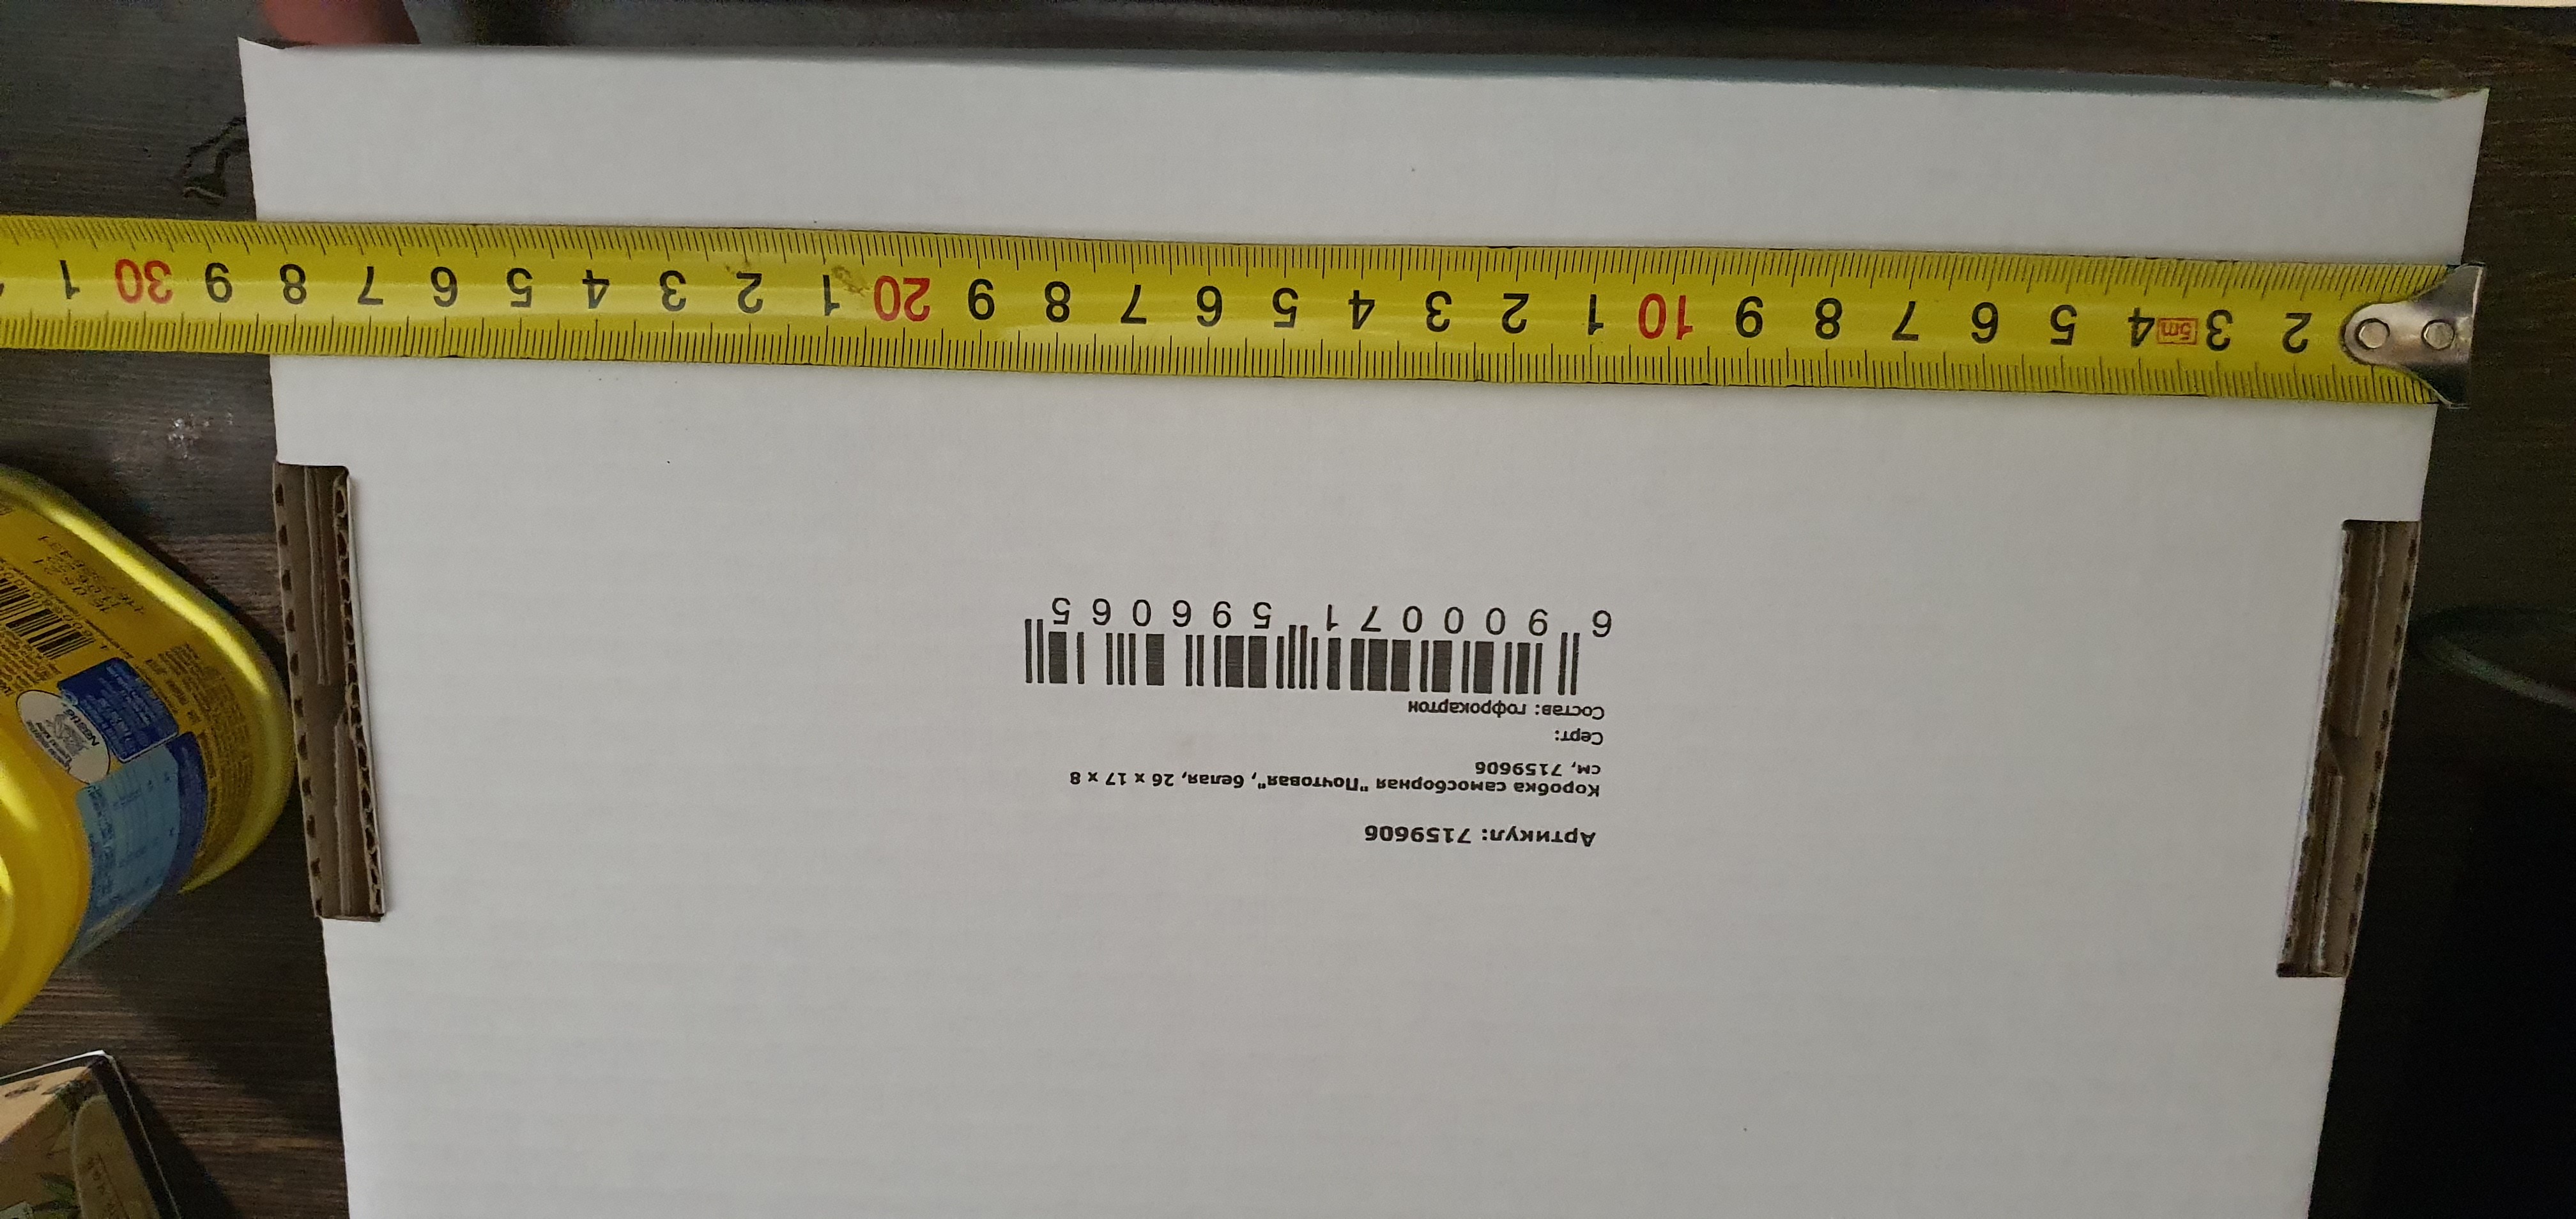 Артикул: 7159606
Коробка самосборная "Почтовая", белая, 26 x 17 x 8
см, 7159606
Серт:
Состав: гофрокартон
6 900071 596065
2 3 5m 4 5 6 7 8 9 10 1 2 3 4 5 6 7 8 9 20 1 2 3 4 5 6 7 8 9 30 1
Nestlé